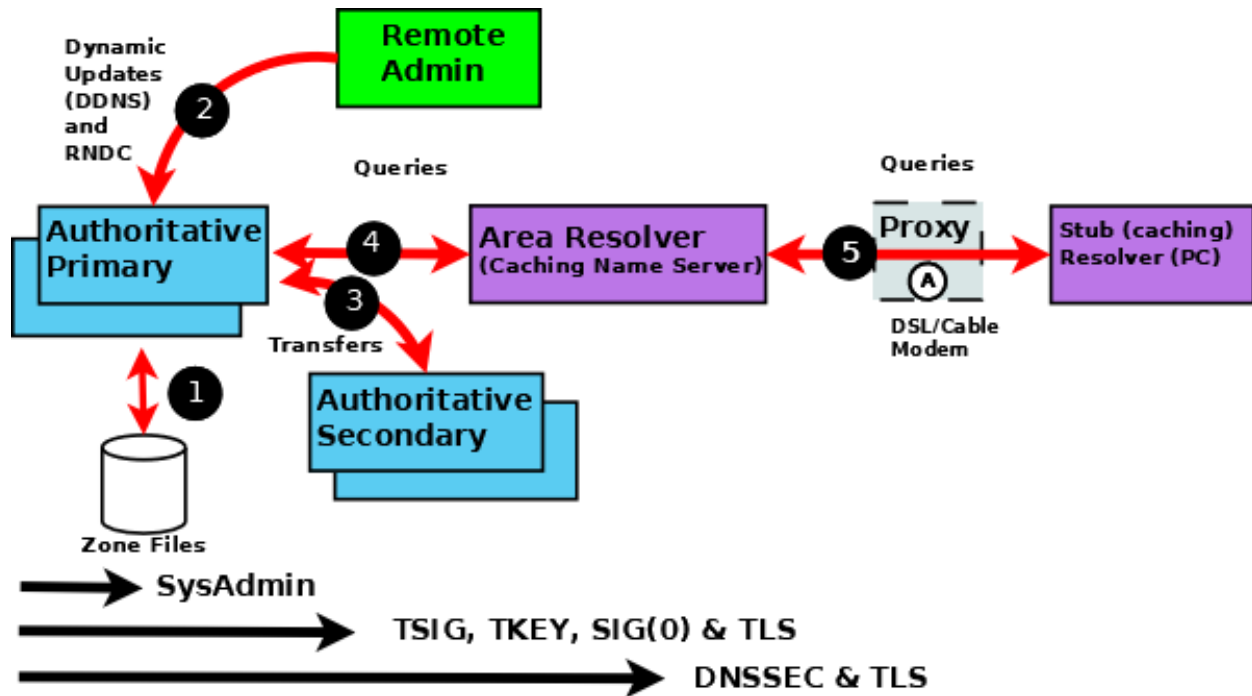 Dynamic
Updates
(DDNS)
and
RNDC
2
Remote
Admin
Queries
Queries
Authoritative
Primary
4
Area Resolver
(Caching Name Server)
5
Proxy
A
DSL/Cable
Modem
Stub (caching)
Resolver (PC)
3
Transfers
1
Authoritative
Secondary
Zone Files
SysAdmin
TSIG, TKEY, SIG(0) & TLS
DNSSEC & TLS